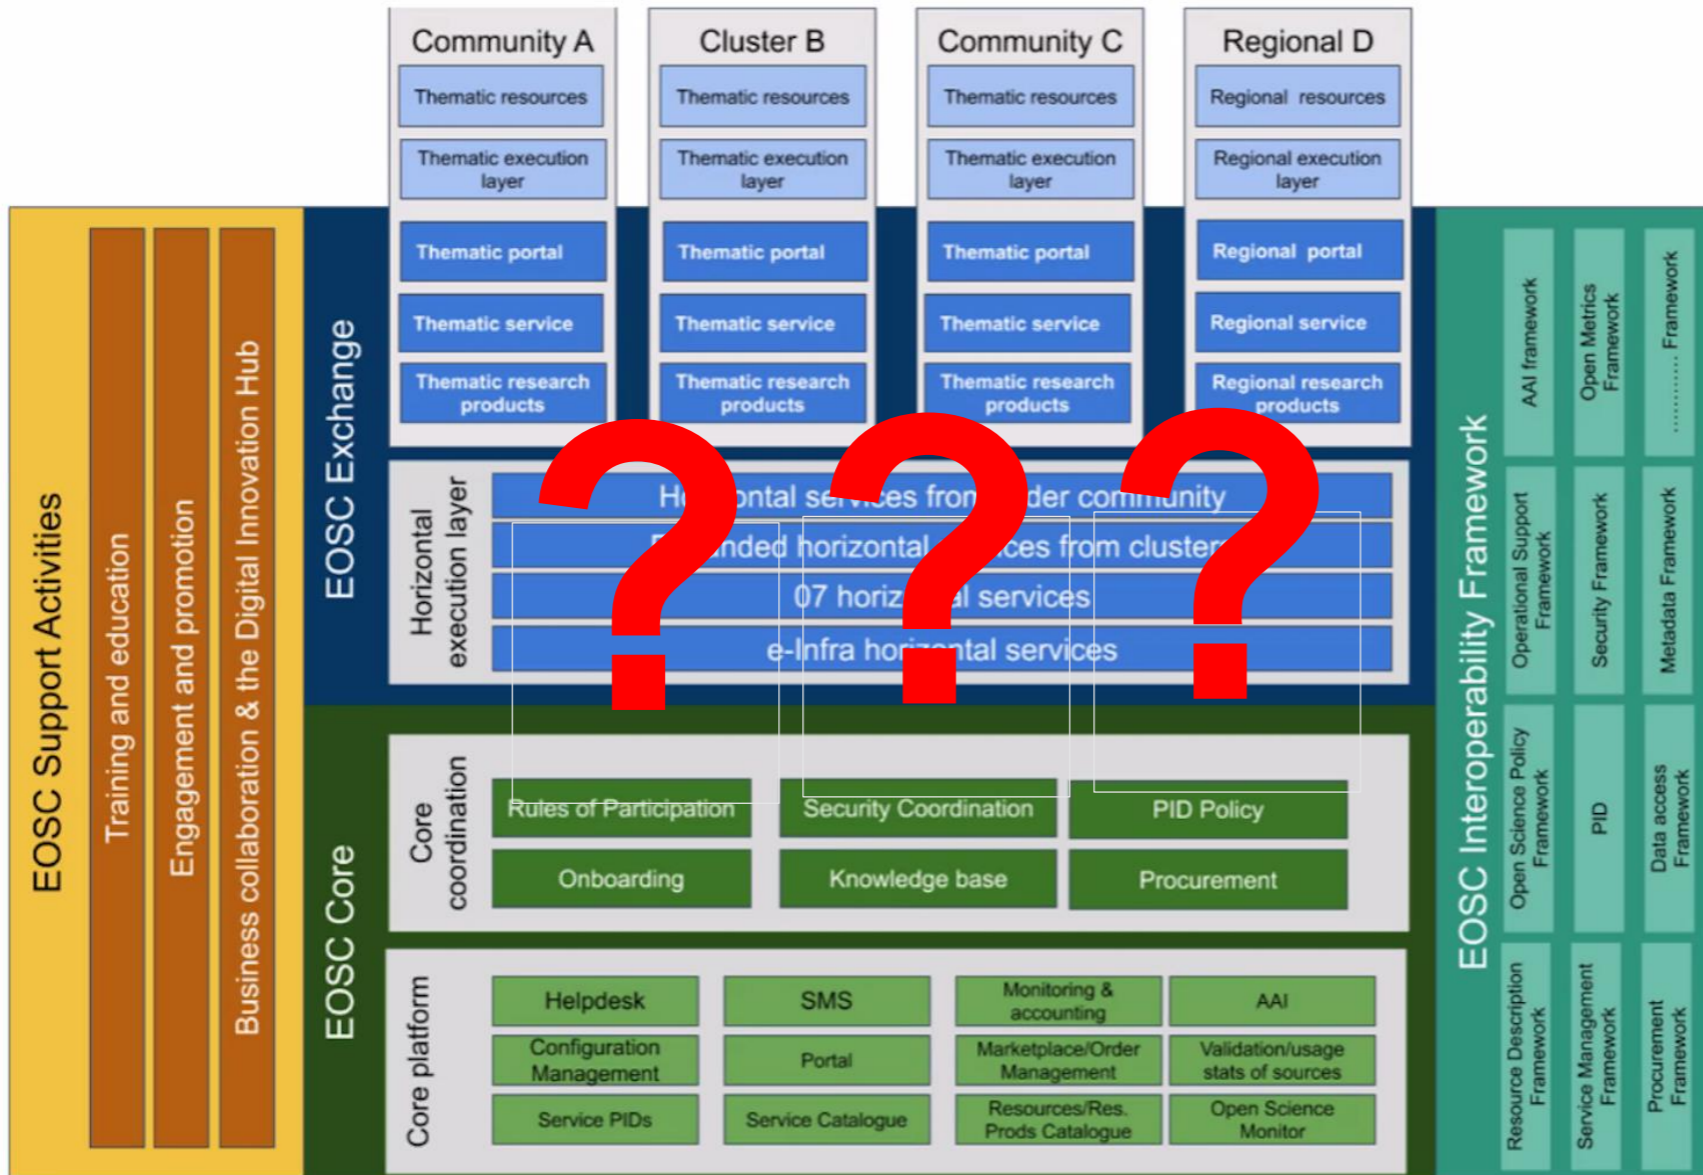 Community A
Thematic resources
Thematic execution
layer
Thematic portal
Thematic service
Thematic research
products
Cluster B
Thematic resources
Thematic execution
layer
Thematic portal
Thematic service
Thematic research
products
Community C
Thematic resources
Thematic execution
layer
Thematic portal
Thematic service
Thematic research
products
Regional D
Regional resources
Regional execution
layer
Regional portal
Regional service
Regional research
products
EOSC Support Activities
Training and education
Engagement and promotion
Business collaboration & the Digital Innovation Hub
EOSC Exchange
Horizontal
execution layer
services from community
horizontal from
07 services
e-Infra services
? ? ?
EOSC Core
Core
coordination
Rules of Participation
Security Coordination
PID Policy
Onboarding
Knowledge base
Procurement
Core platform
Helpdesk
SMS
Monitoring &
accounting
AAI
Configuration
Management
Portal
Marketplace/Order
Management
Validation/usage
stats of sources
Service PIDs
Service Catalogue
Resources/Res.
Prods Catalogue
Open Science
Monitor
EOSC Interoperability Framework
AAI framework
Open Metrics
Framework
........... Framework
Operational Support
Framework
Security Framework
Metadata Framework
Open Science Policy
Framework
PID
Data access
Framework
Resource Description
Framework
Service Management
Framework
Procurement
Framework